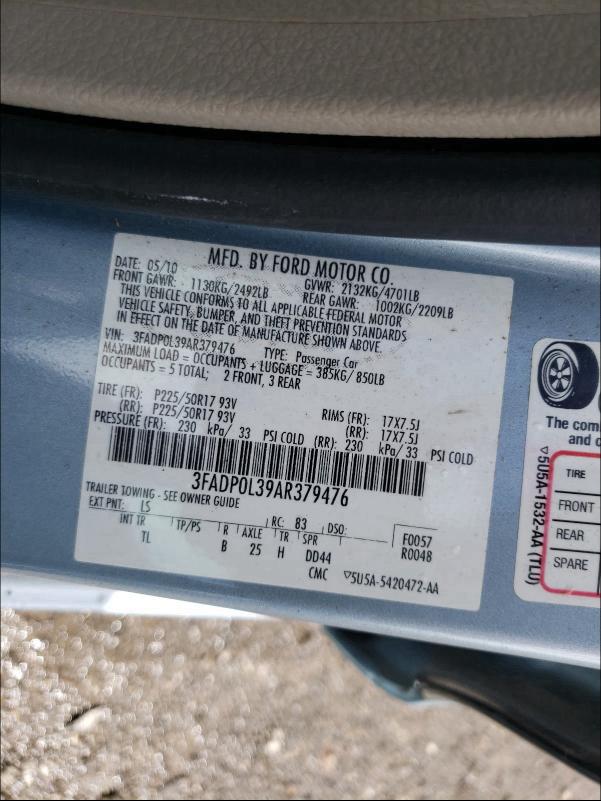 MFD. BY FORD MOTOR CO.
DATE: 05/10 GVWR: 2132KG/4701LB
FRONT GAWR: 1130KG/2492LB REAR GAWR: 1002KG/2209LB
THIS VEHICLE CONFORMS TO ALL APPLICABLE FEDERAL MOTOR
VEHICLE SAFETY, BUMPER, AND THEFT PREVENTION STANDARDS
IN EFFECT ON THE DATE OF MANUFACTURE SHOWN ABOVE
VIN: 3FADP0L39AR379476 TYPE: Passenger Car
MAXIMUM LOAD = OCCUPANTS + LUGGAGE = 385KG/850LB
OCCUPANTS = 5 TOTAL; 2 FRONT, 3 REAR
TIRE (FR): P225/50R17 93V RIMS (FR): 17X7.5J
(RR): P225/50R17 93V (RR): 17X7.5J
PRESSURE (FR): 230 kPa/ 33 PSI COLD (RR): 230 kPa/ 33 PSI COLD
3FADP0L39AR379476
TRAILER TOWING - SEE OWNER GUIDE
EXT PNT: LS RC: 83 DSO: F0057
INT TR TP/PS R AXLE TR SPR R0048
TL B 25 H DD44
CMC ▽5U5A-5420472-AA
The com
and c
TIRE
FRONT
REAR
SPARE
▽5U5A-1532-AA (TLU)